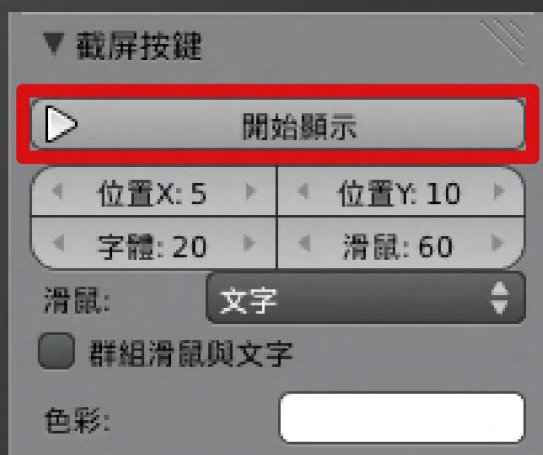 截屏按鍵
開始顯示
位置X: 5 位置Y: 10
字體: 20 滑鼠: 60
滑鼠: 文字
群組滑鼠與文字
色彩: